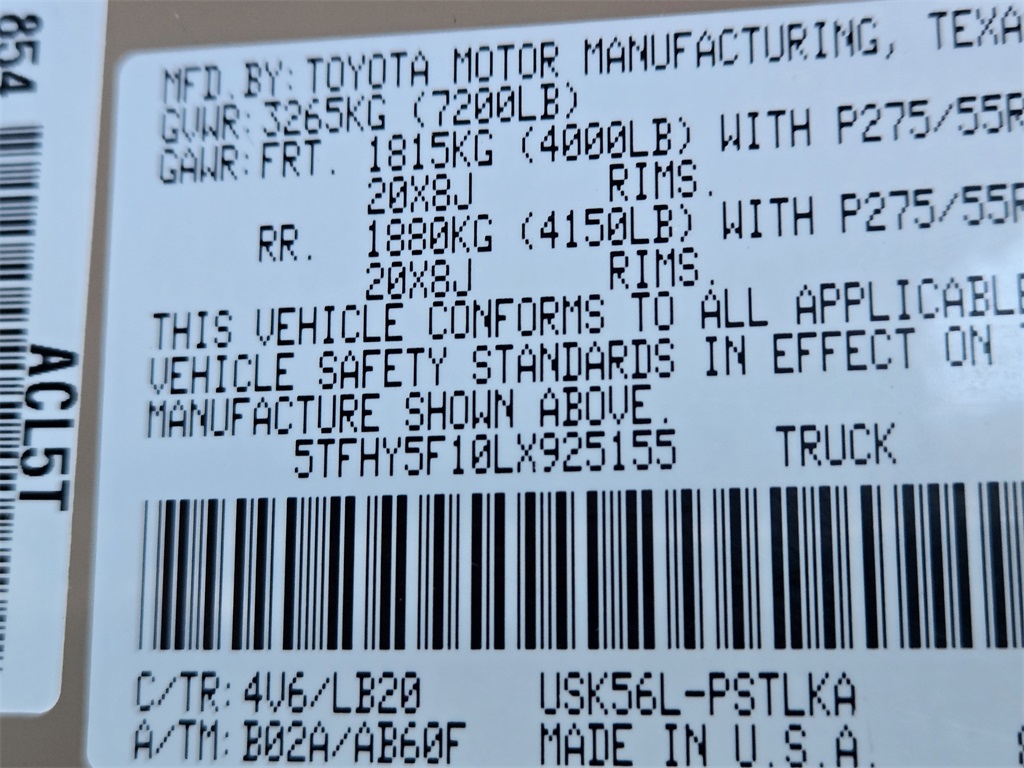 854
ACL5T
MFD. BY: TOYOTA MOTOR MANUFACTURING, TEXA
GVWR: 3265KG (7200LB)
GAWR: FRT. 1815KG (4000LB) WITH P275/55R
20X8J RIMS.
RR. 1880KG (4150LB) WITH P275/55R
20X8J RIMS.
THIS VEHICLE CONFORMS TO ALL APPLICABLE
VEHICLE SAFETY STANDARDS IN EFFECT ON
MANUFACTURE SHOWN ABOVE.
5TFHY5F10LX925155 TRUCK
C/TR: 4V6/LB20 USK56L-PSTLKA
A/TM: B02A/AB60F MADE IN U.S.A.